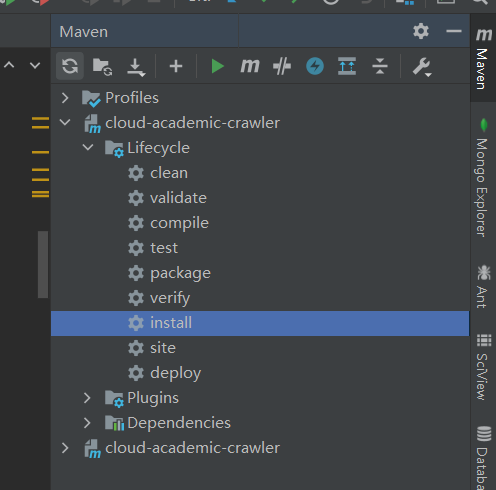 Maven
Profiles
cloud-academic-crawler
Lifecycle
clean
validate
compile
test
package
verify
install
site
deploy
Plugins
Dependencies
cloud-academic-crawler
Maven
Mongo Explorer
Ant
SciView